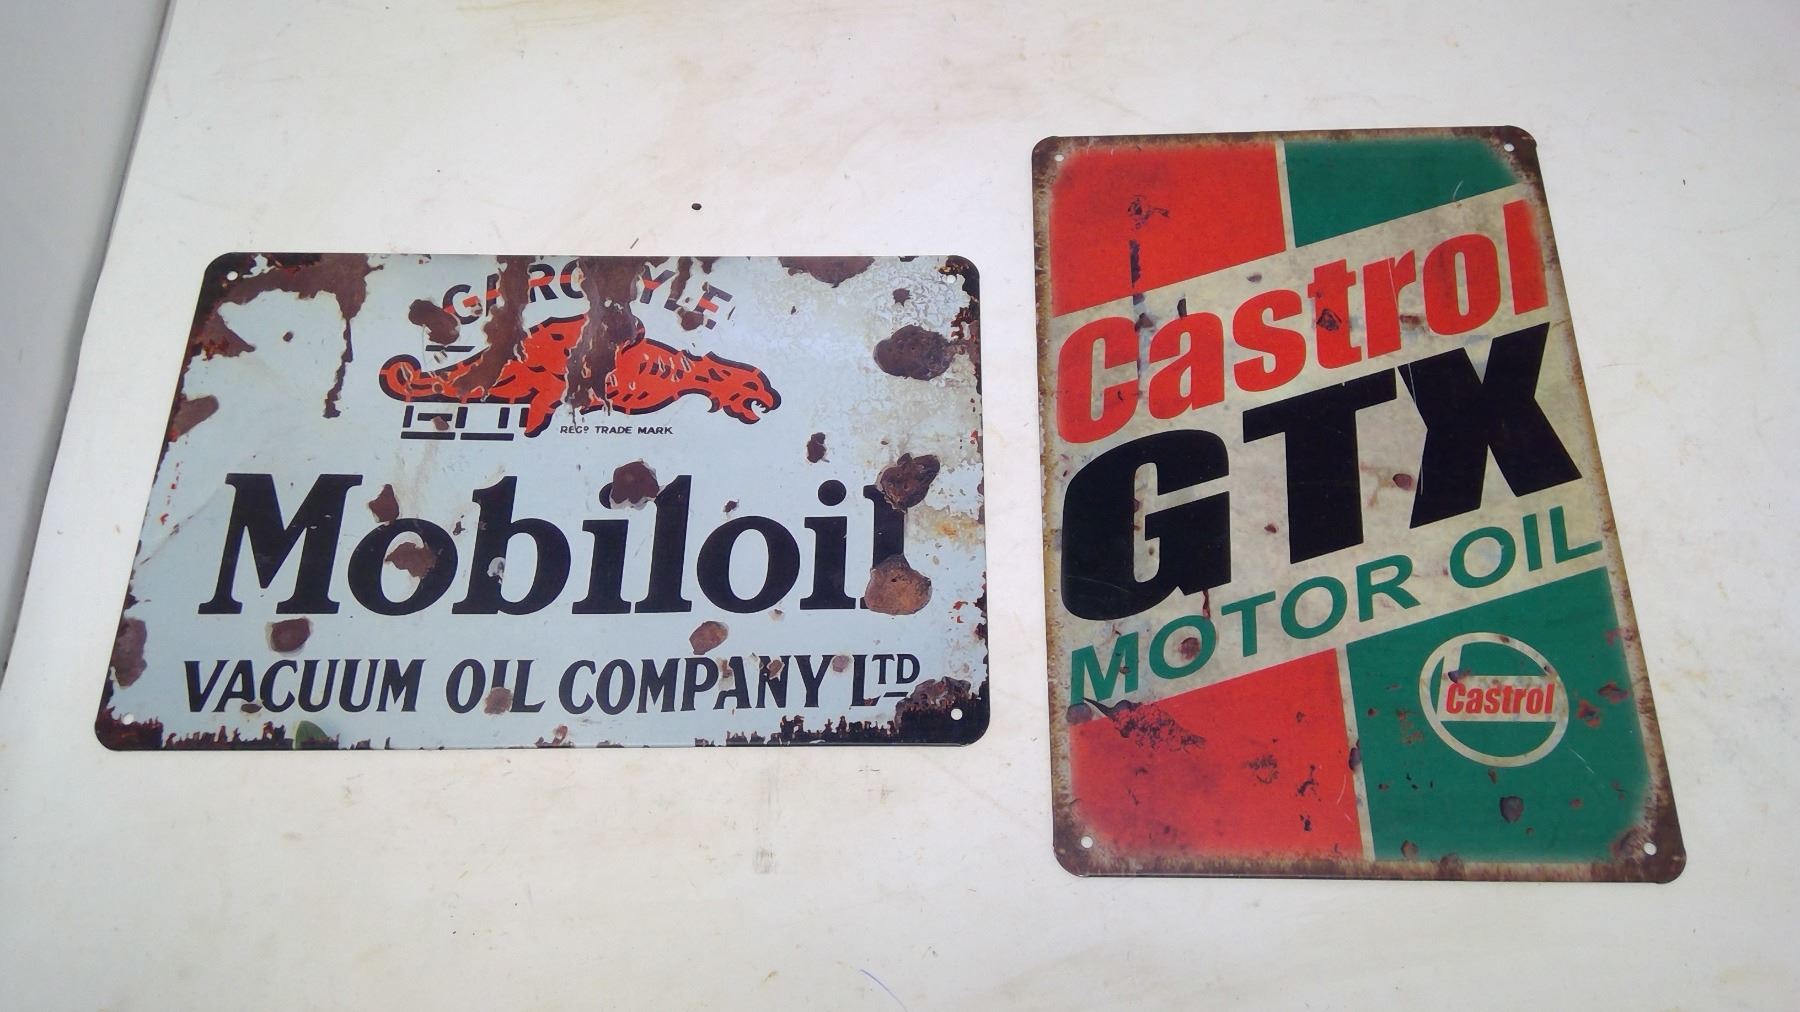 GARGOYLE
REGD TRADE MARK
Mobiloil
VACUUM OIL COMPANY LTD
Castrol
GTX
MOTOR OIL
Castrol